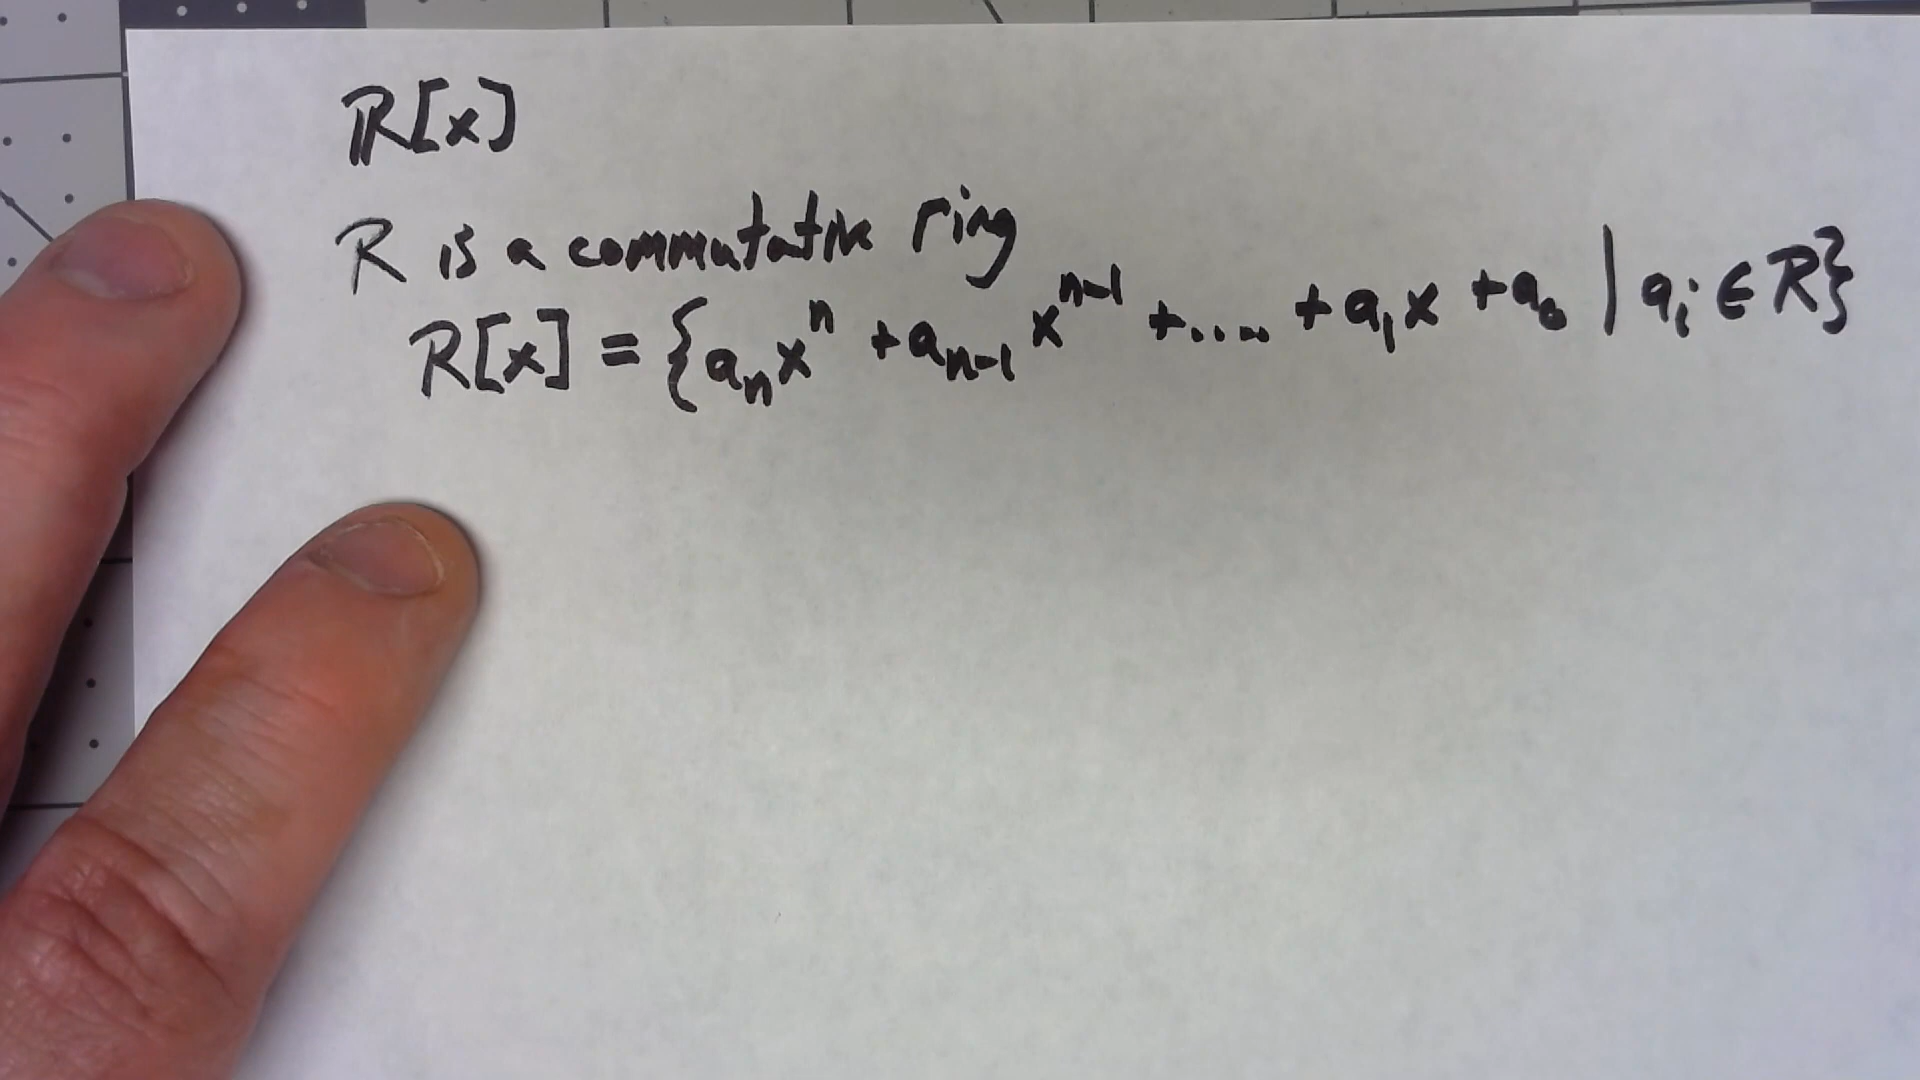 ℝ[x]
R is a commutative ring
R[x] = {aₙxⁿ + aₙ₋₁xⁿ⁻¹ + ..... + a₁x + a₀ | aᵢ ∈ R}